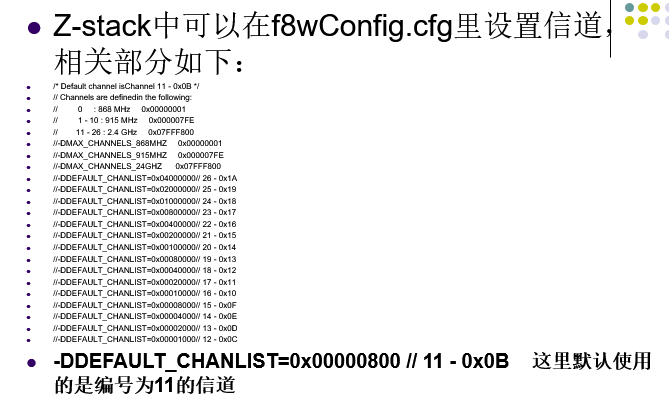 Z-stack中可以在f8wConfig.cfg里设置信道，
相关部分如下：
/* Default channel isChannel 11 - 0x0B */
// Channels are definedin the following:
// 0 : 868 MHz 0x00000001
// 1 - 10 : 915 MHz 0x000007FE
// 11 - 26 : 2.4 GHz 0x07FFF800
//-DMAX_CHANNELS_868MHZ 0x00000001
//-DMAX_CHANNELS_915MHZ 0x000007FE
//-DMAX_CHANNELS_24GHZ 0x07FFF800
//-DDEFAULT_CHANLIST=0x04000000// 26 - 0x1A
//-DDEFAULT_CHANLIST=0x02000000// 25 - 0x19
//-DDEFAULT_CHANLIST=0x01000000// 24 - 0x18
//-DDEFAULT_CHANLIST=0x00800000// 23 - 0x17
//-DDEFAULT_CHANLIST=0x00400000// 22 - 0x16
//-DDEFAULT_CHANLIST=0x00200000// 21 - 0x15
//-DDEFAULT_CHANLIST=0x00100000// 20 - 0x14
//-DDEFAULT_CHANLIST=0x00080000// 19 - 0x13
//-DDEFAULT_CHANLIST=0x00040000// 18 - 0x12
//-DDEFAULT_CHANLIST=0x00020000// 17 - 0x11
//-DDEFAULT_CHANLIST=0x00010000// 16 - 0x10
//-DDEFAULT_CHANLIST=0x00008000// 15 - 0x0F
//-DDEFAULT_CHANLIST=0x00004000// 14 - 0x0E
//-DDEFAULT_CHANLIST=0x00002000// 13 - 0x0D
//-DDEFAULT_CHANLIST=0x00001000// 12 - 0x0C
-DDEFAULT_CHANLIST=0x00000800 // 11 - 0x0B 这里默认使用
的是编号为11的信道